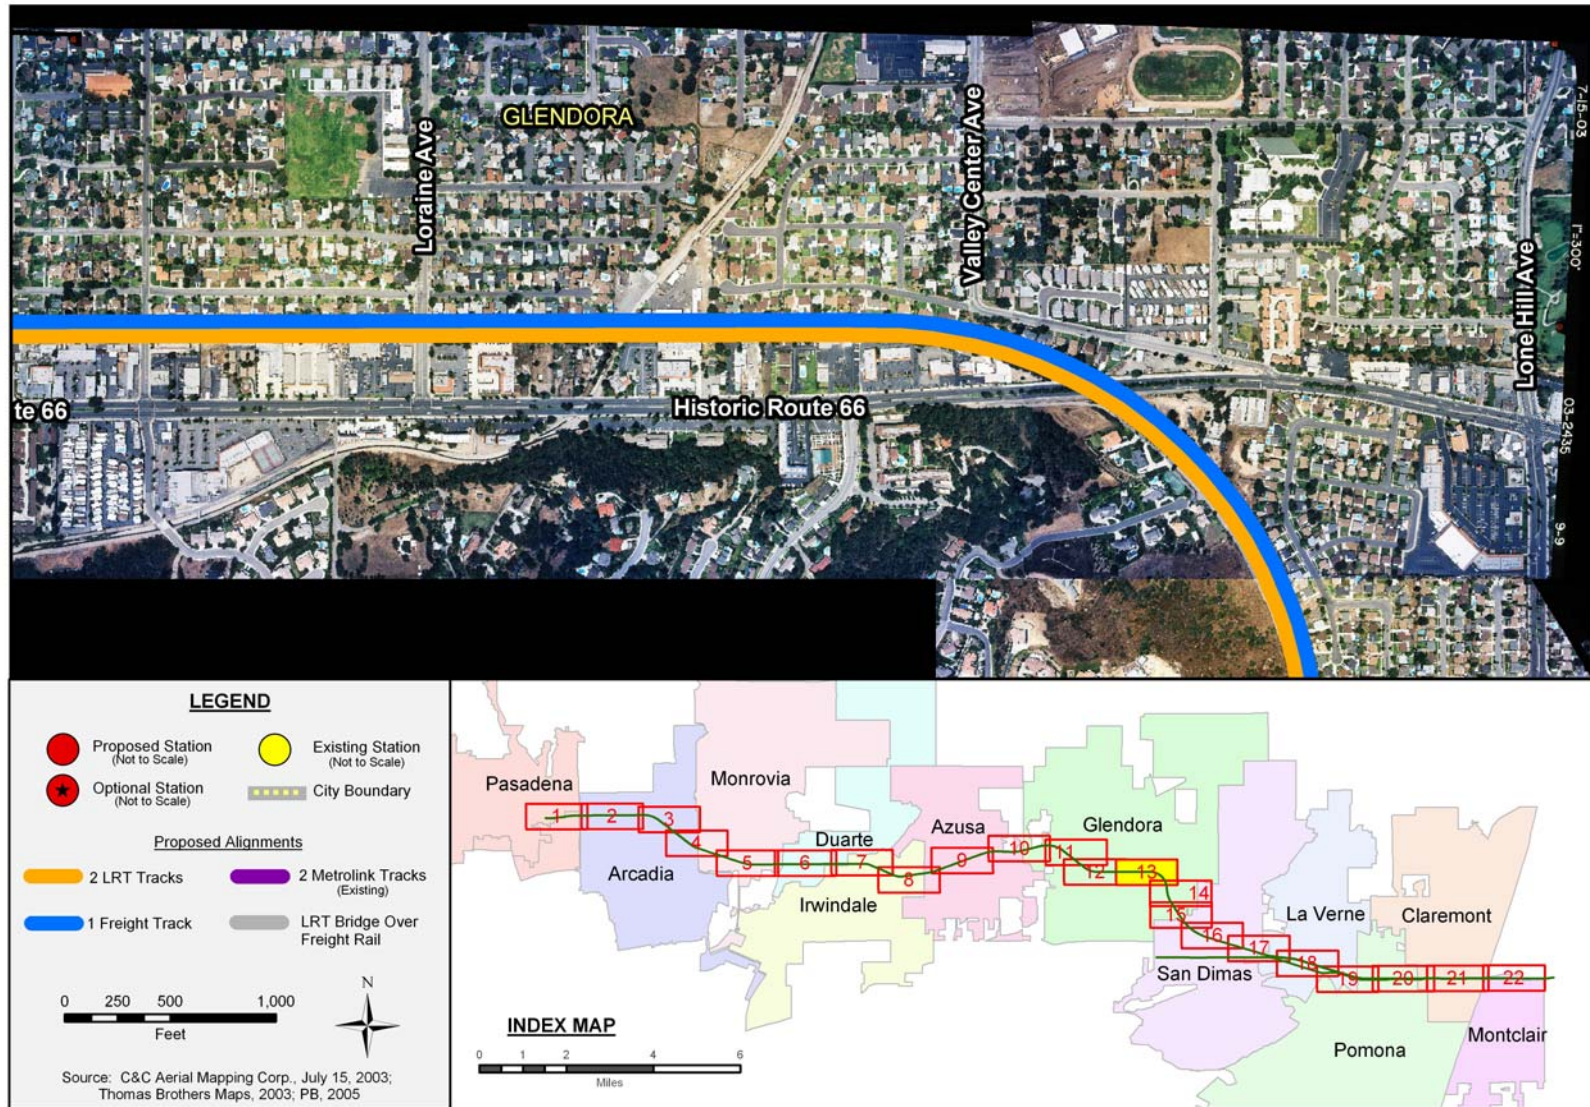 GLENDORA
Loraine Ave
Valley Center Ave
Lone Hill Ave
te 66
Historic Route 66
7-15-03
1"=300'
03-2435
9-9
LEGEND
Proposed Station
(Not to Scale)
Existing Station
(Not to Scale)
Optional Station
(Not to Scale)
City Boundary
Proposed Alignments
2 LRT Tracks
2 Metrolink Tracks
(Existing)
1 Freight Track
LRT Bridge Over
Freight Rail
N
0 250 500 1,000
Feet
Source: C&C Aerial Mapping Corp., July 15, 2003;
Thomas Brothers Maps, 2003; PB, 2005
Pasadena
Monrovia
Arcadia
Duarte
Irwindale
Azusa
Glendora
San Dimas
La Verne
Claremont
Pomona
Montclair
1
2
3
4
5
6
7
8
9
10
11
12
13
14
15
16
17
18
19
20
21
22
INDEX MAP
0 1 2 4 6
Miles